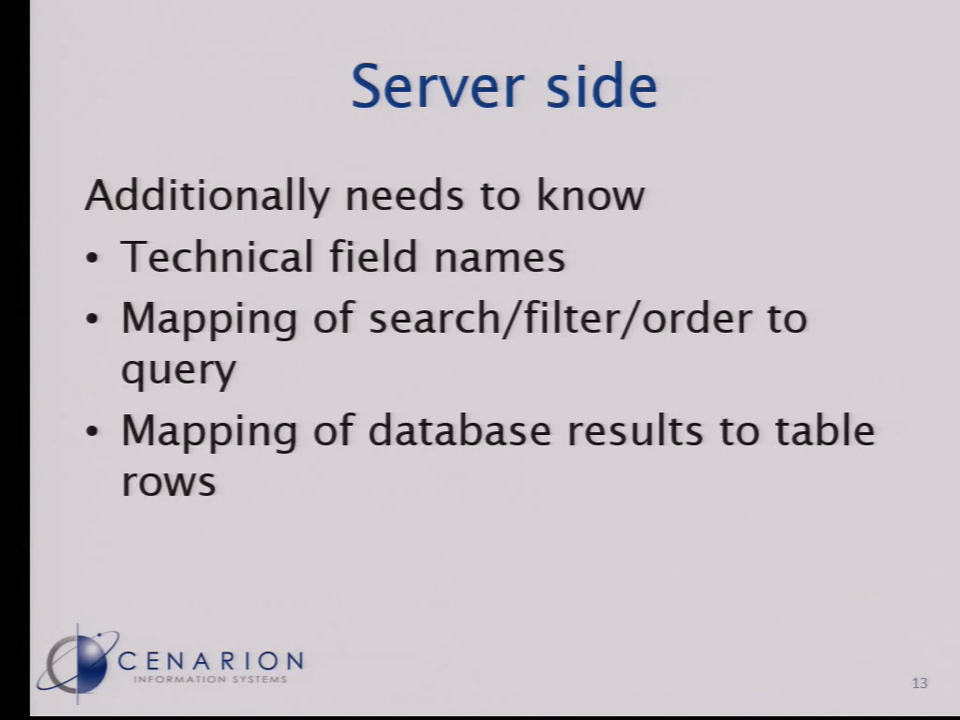 Server side
Additionally needs to know
• Technical field names
• Mapping of search/filter/order to
query
• Mapping of database results to table
rows
CENARION
INFORMATION SYSTEMS
13